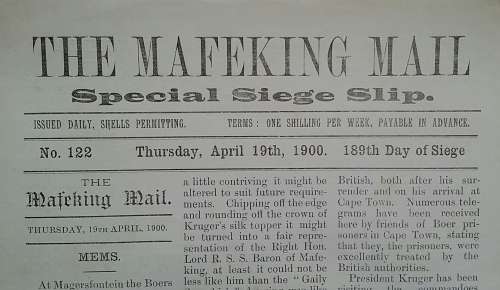 THE MAFEKING MAIL
Special Siege Slip.
ISSUED DAILY, SHELLS PERMITTING. TERMS: ONE SHILLING PER WEEK, PAYABLE IN ADVANCE.
No. 122 Thursday, April 19th, 1900. 189th Day of Siege
THE
Mafeking Mail.
THURSDAY, 19TH APRIL, 1900.
MEMS.
At Magersfontein the Boers
a little contriving it might be
altered to suit future require-
ments. Chipping off the edge
and rounding off the crown of
Kruger's silk topper it might
be turned into a fair repre-
sentation of the Right Hon.
Lord R. S. S. Baron of Mafe-
king, at least it could not be
less like him than the "Gaily
British, both after his sur-
render and on his arrival at
Cape Town. Numerous tele-
grams have been received
here by friends of Boer pri-
soners in Cape Town, stating
that they, the prisoners, were
excellently treated by the
British authorities.
President Kruger has been
visiting the commandoes